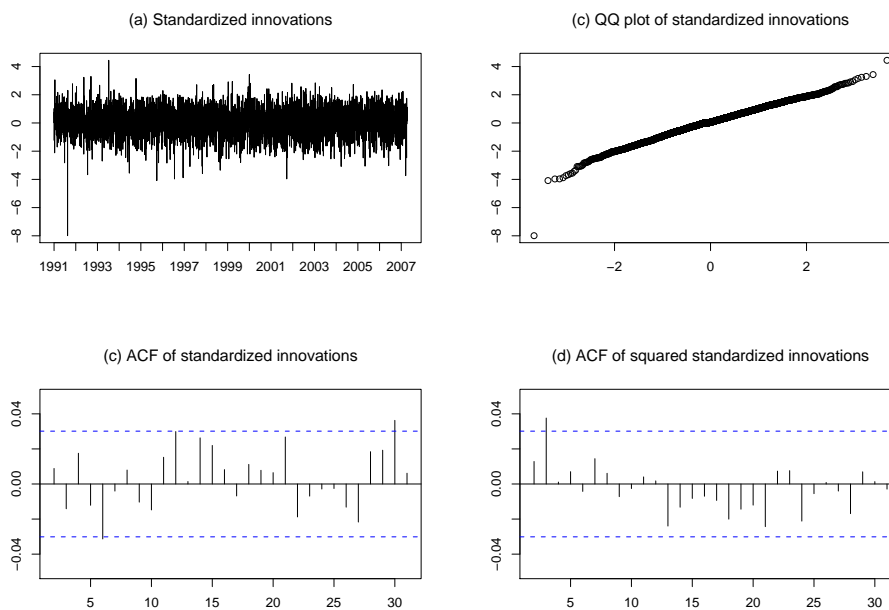 (a) Standardized innovations
4
2
0
−2
−4
−6
−8
1991 1993 1995 1997 1999 2001 2003 2005 2007
(c) QQ plot of standardized innovations
4
2
0
−2
−4
−6
−8
−2 0 2
(c) ACF of standardized innovations
0.04
0.00
−0.04
5 10 15 20 25 30
(d) ACF of squared standardized innovations
0.04
0.00
−0.04
5 10 15 20 25 30